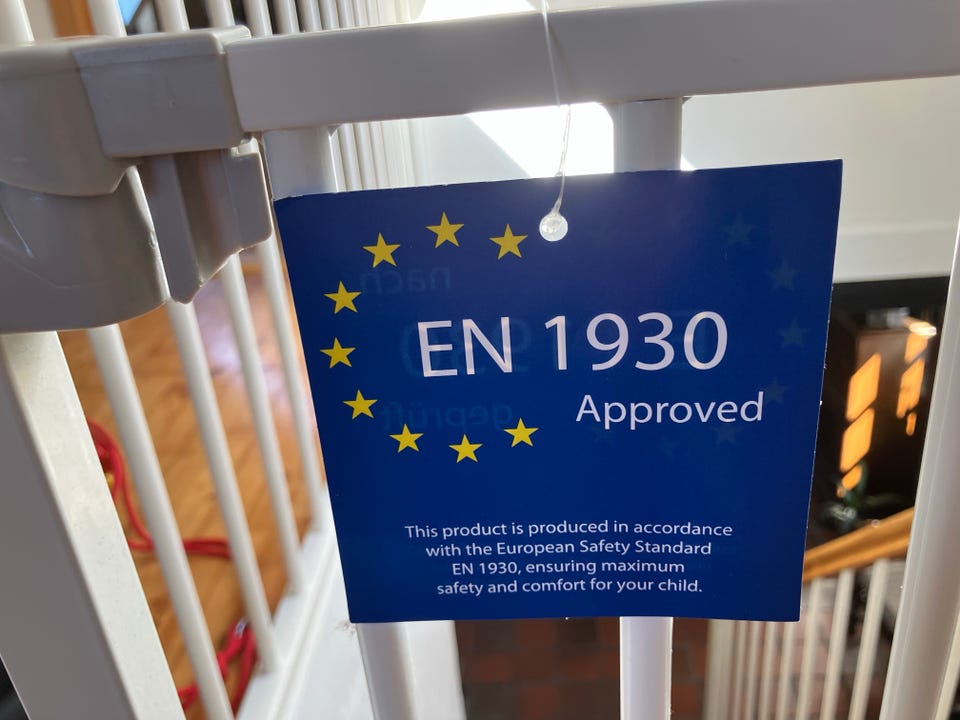 EN 1930
Approved
This product is produced in accordance
with the European Safety Standard
EN 1930, ensuring maximum
safety and comfort for your child.